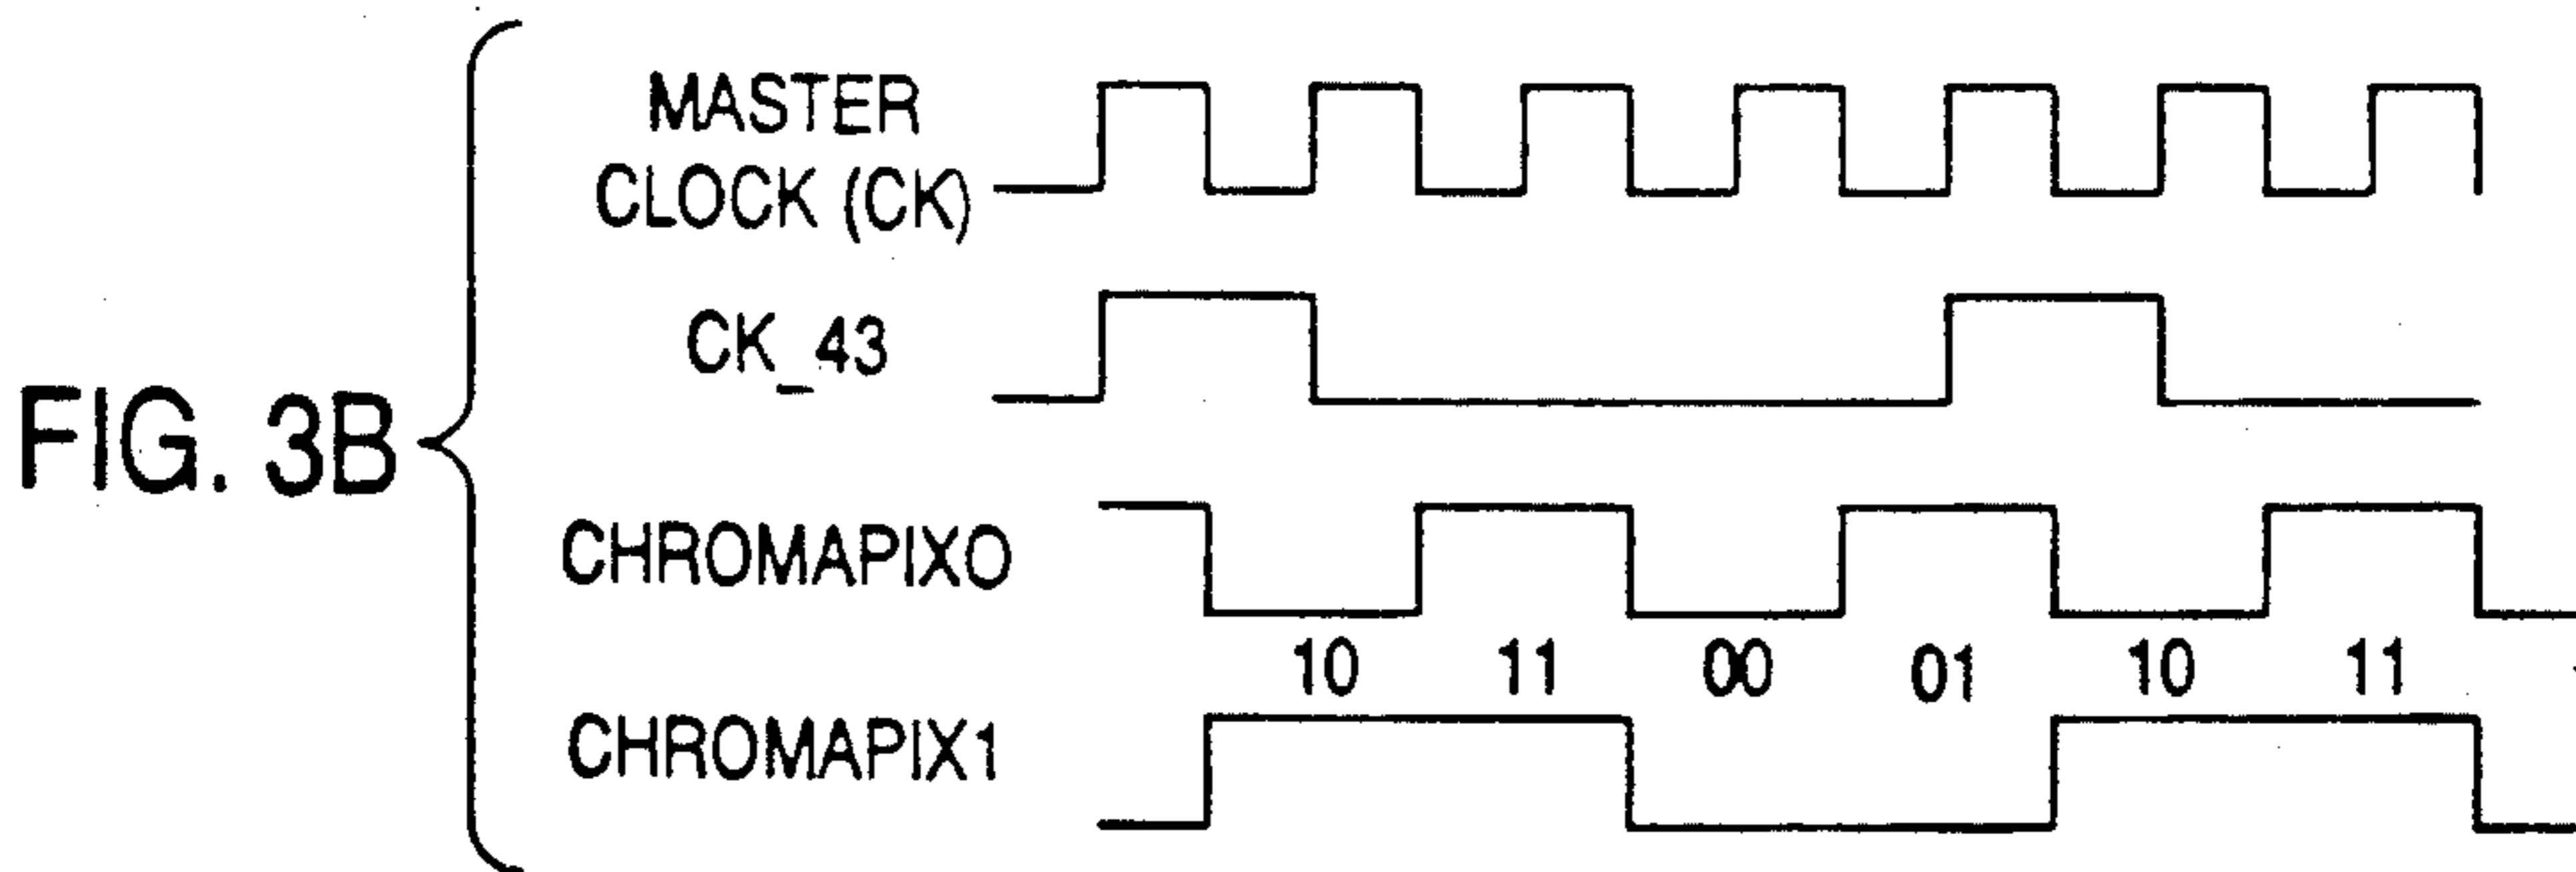 FIG. 3B
MASTER
CLOCK (CK)
CK_43
CHROMAPIX0
10 11 00 01 10 11
CHROMAPIX1